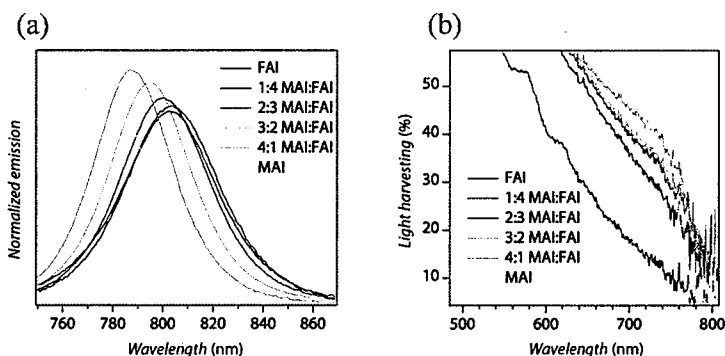 (a)
FAI
1:4 MAI:FAI
2:3 MAI:FAI
3:2 MAI:FAI
4:1 MAI:FAI
MAI
Normalized emission
760 780 800 820 840 860
Wavelength (nm)
(b)
50
40
30
20
10
Light harvesting (%)
FAI
1:4 MAI:FAI
2:3 MAI:FAI
3:2 MAI:FAI
4:1 MAI:FAI
MAI
500 600 700 800
Wavelength (nm)